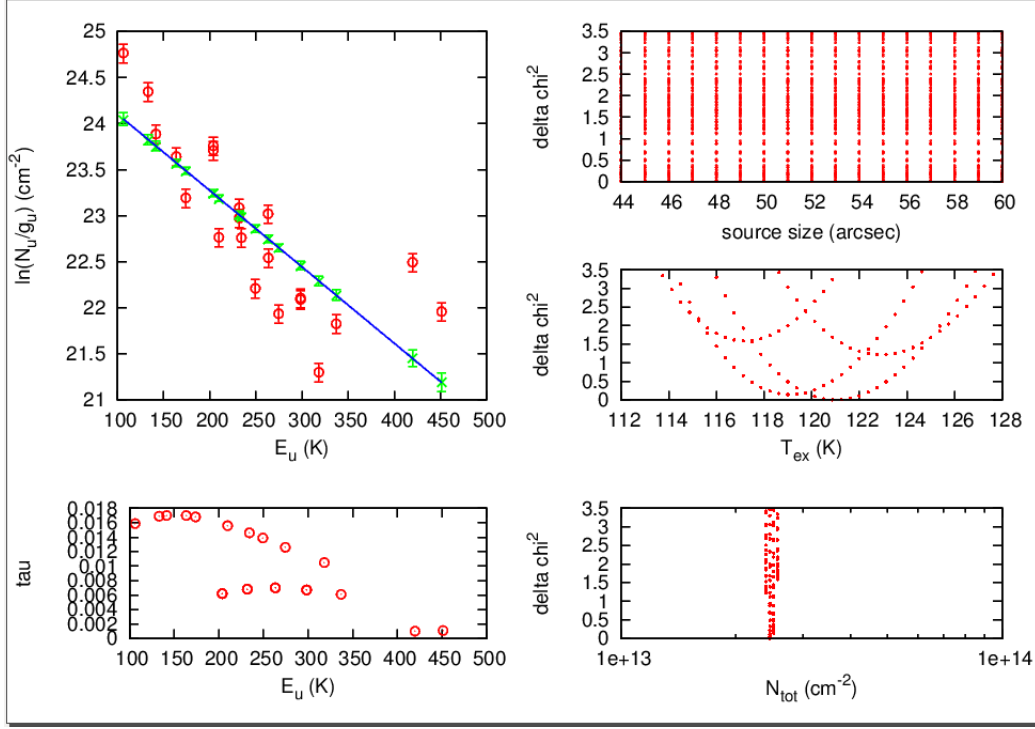 25
24.5
24
23.5
23
22.5
22
21.5
21
ln(N_u/g_u) (cm^-2)
100 150 200 250 300 350 400 450 500
E_u (K)
3.5
3
2.5
2
1.5
1
0.5
0
delta chi^2
44 46 48 50 52 54 56 58 60
source size (arcsec)
3.5
3
2.5
2
1.5
1
0.5
0
delta chi^2
112 114 116 118 120 122 124 126 128
T_ex (K)
0.018
0.016
0.014
0.012
0.01
0.008
0.006
0.004
0.002
0
tau
100 150 200 250 300 350 400 450 500
E_u (K)
3.5
3
2.5
2
1.5
1
0.5
0
delta chi^2
1e+13 1e+14
N_tot (cm^-2)